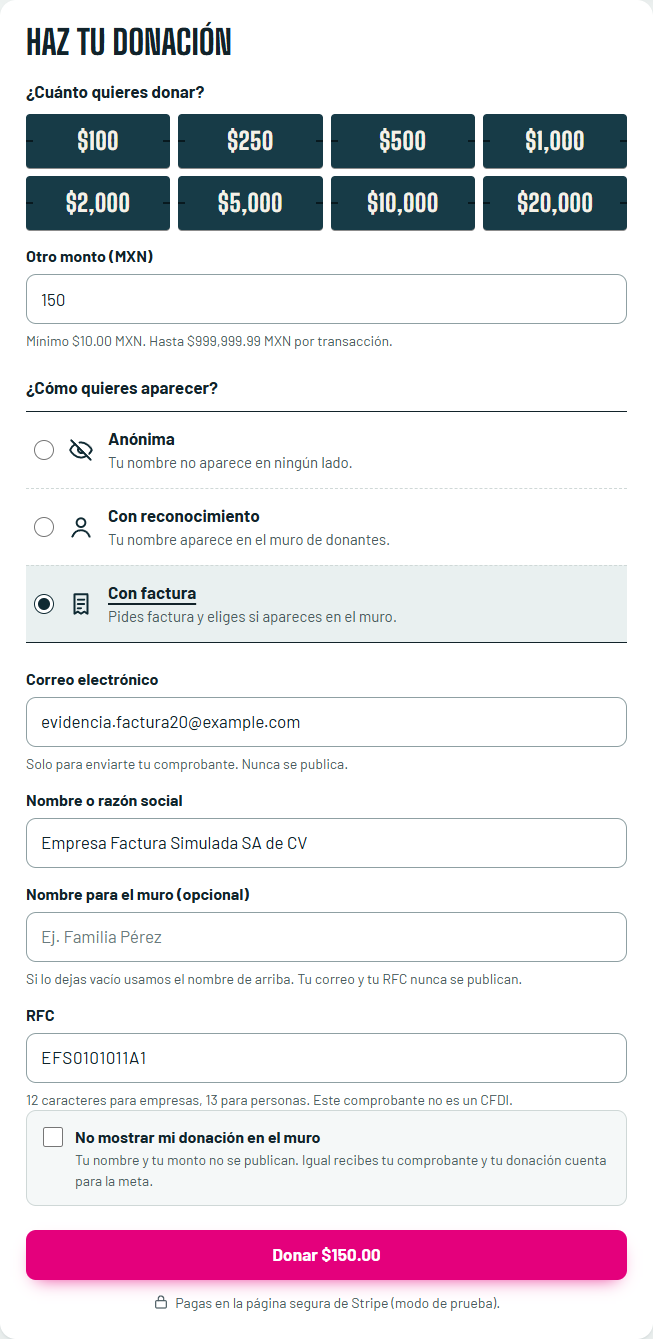 HAZ TU DONACIÓN
¿Cuánto quieres donar?
$100
$250
$500
$1,000
$2,000
$5,000
$10,000
$20,000
Otro monto (MXN)
150
Mínimo $10.00 MXN. Hasta $999,999.99 MXN por transacción.
¿Cómo quieres aparecer?
Anónima
Tu nombre no aparece en ningún lado.
Con reconocimiento
Tu nombre aparece en el muro de donantes.
Con factura
Pides factura y eliges si apareces en el muro.
Correo electrónico
evidencia.factura20@example.com
Solo para enviarte tu comprobante. Nunca se publica.
Nombre o razón social
Empresa Factura Simulada SA de CV
Nombre para el muro (opcional)
Ej. Familia Pérez
Si lo dejas vacío usamos el nombre de arriba. Tu correo y tu RFC nunca se publican.
RFC
EFS0101011A1
12 caracteres para empresas, 13 para personas. Este comprobante no es un CFDI.
No mostrar mi donación en el muro
Tu nombre y tu monto no se publican. Igual recibes tu comprobante y tu donación cuenta
para la meta.
Donar $150.00
Pagas en la página segura de Stripe (modo de prueba).